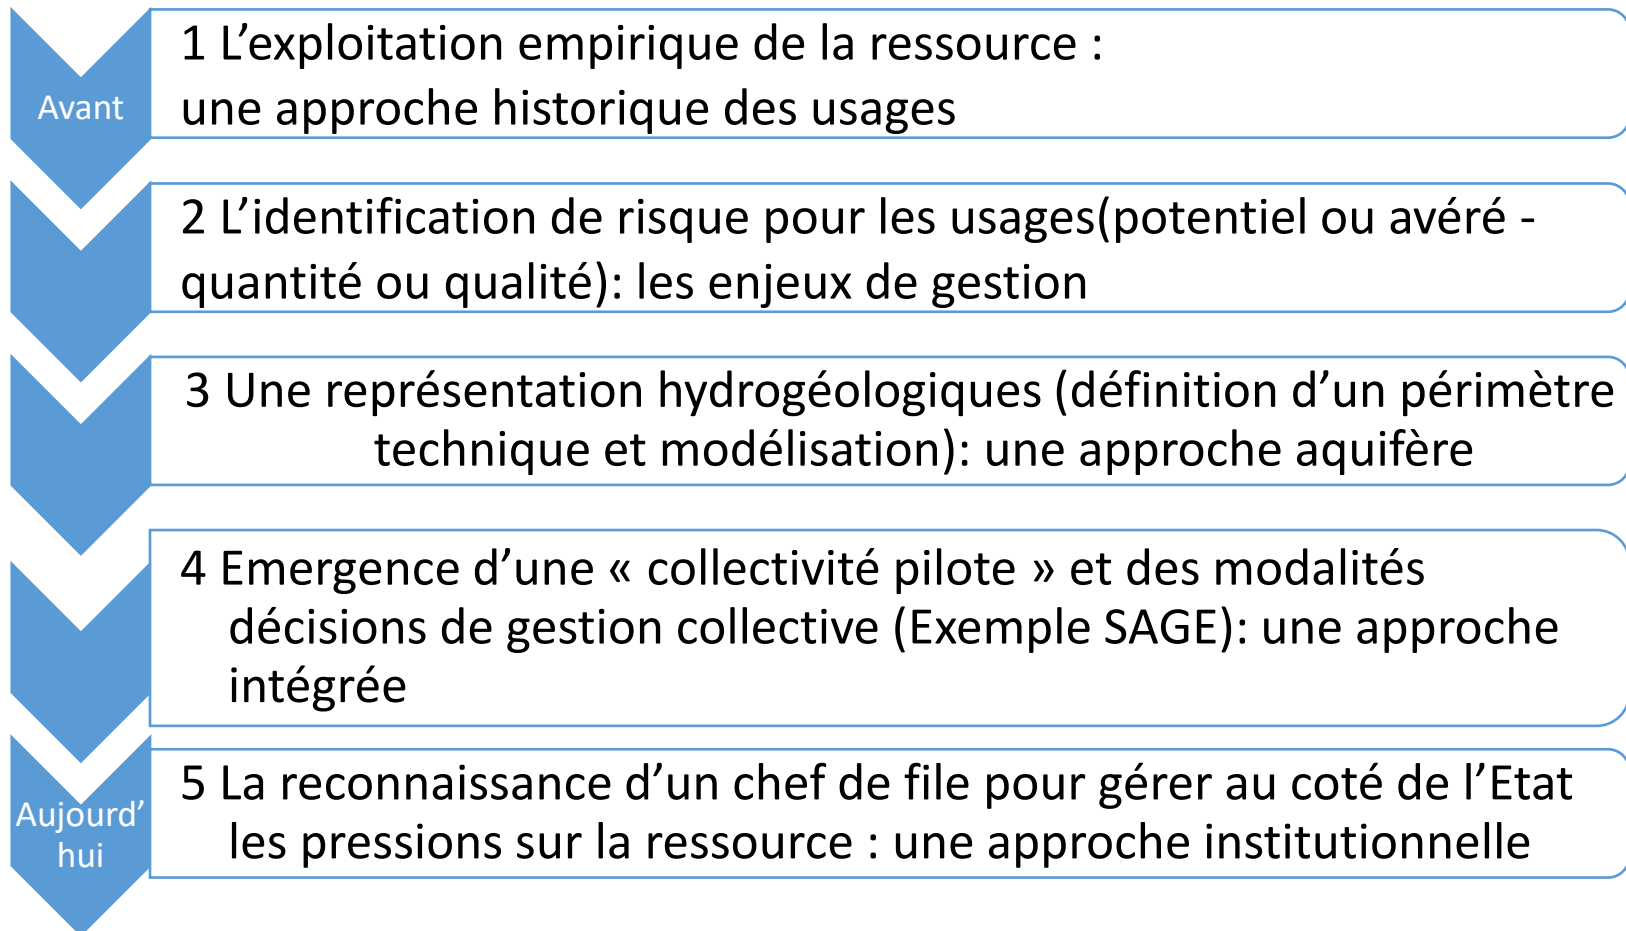 Avant
1 L’exploitation empirique de la ressource :
une approche historique des usages
2 L’identification de risque pour les usages(potentiel ou avéré -
quantité ou qualité): les enjeux de gestion
3 Une représentation hydrogéologiques (définition d’un périmètre
technique et modélisation): une approche aquifère
4 Emergence d’une « collectivité pilote » et des modalités
décisions de gestion collective (Exemple SAGE): une approche
intégrée
Aujourd’
hui
5 La reconnaissance d’un chef de file pour gérer au coté de l’Etat
les pressions sur la ressource : une approche institutionnelle